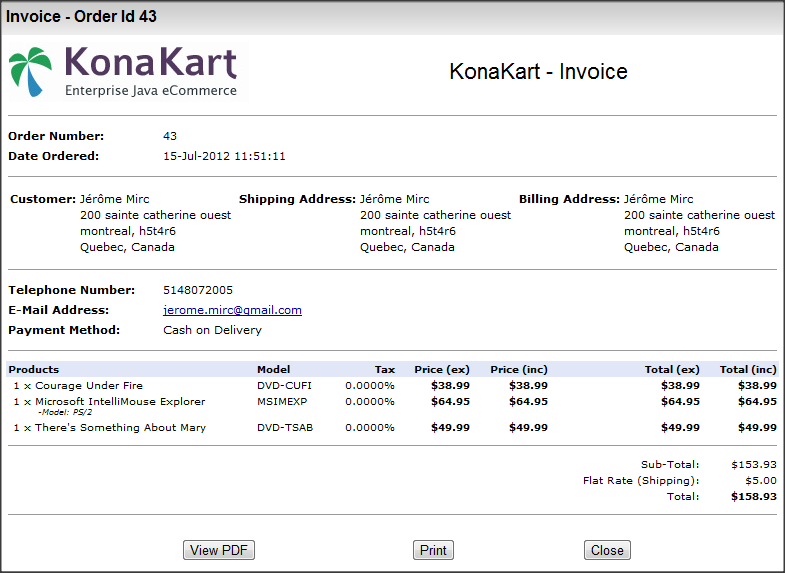 Invoice - Order Id 43
KonaKart
Enterprise Java eCommerce
KonaKart - Invoice
Order Number: 43
Date Ordered: 15-Jul-2012 11:51:11
Customer: Jérôme Mirc Shipping Address: Jérôme Mirc Billing Address: Jérôme Mirc
200 sainte catherine ouest 200 sainte catherine ouest 200 sainte catherine ouest
montreal, h5t4r6 montreal, h5t4r6 montreal, h5t4r6
Quebec, Canada Quebec, Canada Quebec, Canada
Telephone Number: 5148072005
E-Mail Address: jerome.mirc@gmail.com
Payment Method: Cash on Delivery
Products Model Tax Price (ex) Price (inc) Total (ex) Total (inc)
1 x Courage Under Fire DVD-CUFI 0.0000% $38.99 $38.99 $38.99 $38.99
1 x Microsoft IntelliMouse Explorer MSIMEXP 0.0000% $64.95 $64.95 $64.95 $64.95
-Model: PS/2
1 x There's Something About Mary DVD-TSAB 0.0000% $49.99 $49.99 $49.99 $49.99
Sub-Total: $153.93
Flat Rate (Shipping): $5.00
Total: $158.93
View PDF Print Close